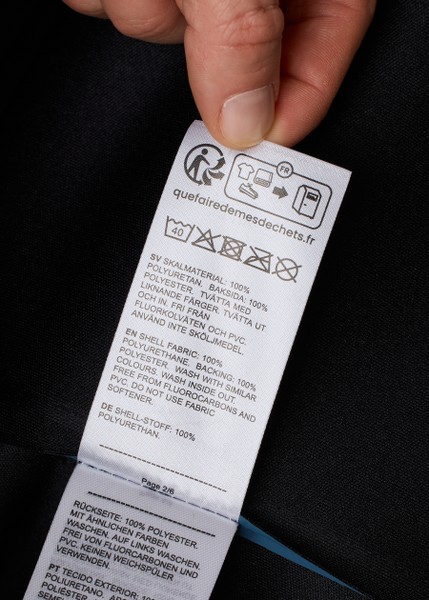 FR
quefairedemesdechets.fr
40
SV SKALMATERIAL: 100%
POLYURETAN. BAKSIDA: 100%
POLYESTER. TVÄTTA MED
LIKNANDE FÄRGER. TVÄTTA UT
OCH IN. FRI FRÅN
FLUORKOLVÄTEN OCH PVC.
ANVÄND INTE SKÖLJMEDEL.
EN SHELL FABRIC: 100%
POLYURETHANE. BACKING: 100%
POLYESTER. WASH WITH SIMILAR
COLOURS. WASH INSIDE OUT.
FREE FROM FLUOROCARBONS AND
PVC. DO NOT USE FABRIC
SOFTENER.
DE SHELL-STOFF: 100%
POLYURETHAN.
Page 2/6
RÜCKSEITE: 100% POLYESTER.
MIT ÄHNLICHEN FARBEN
WASCHEN. AUF LINKS WASCHEN.
FREI VON FLUORCARBONEN UND
PVC. KEINEN WEICHSPÜLER
VERWENDEN.
PT TECIDO EXTERIOR: 100%
POLIURETANO.
POLIÉSTER.